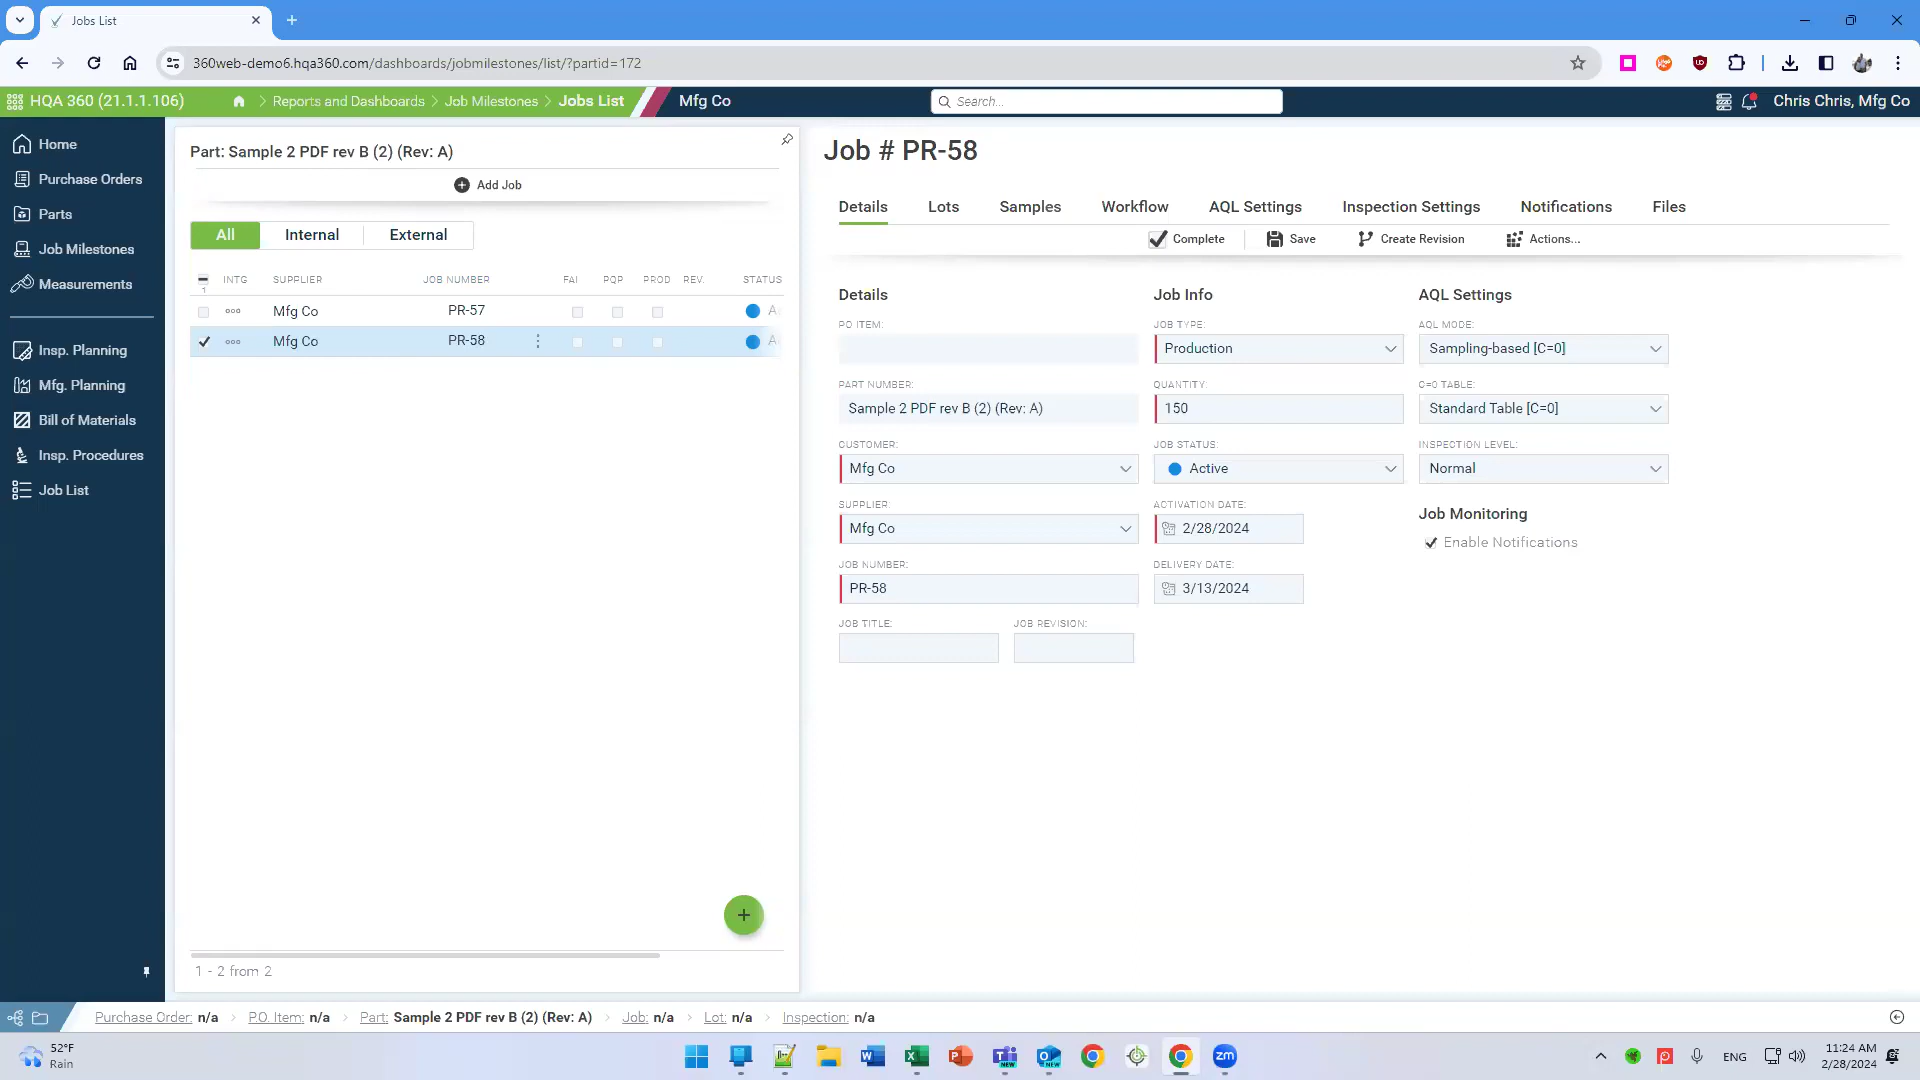 Jobs List
360web-demo6.hqa360.com/dashboards/jobmilestones/list/?partid=172
HQA 360 (21.1.1.106)
Reports and Dashboards
Job Milestones
Jobs List
Mfg Co
Search...
Chris Chris, Mfg Co
Home
Purchase Orders
Parts
Job Milestones
Measurements
Insp. Planning
Mfg. Planning
Bill of Materials
Insp. Procedures
Job List
Part: Sample 2 PDF rev B (2) (Rev: A)
Add Job
All Internal External
1 INTG SUPPLIER JOB NUMBER FAI PQP PROD REV. STATUS
Mfg Co PR-57 A
Mfg Co PR-58 A
1 - 2 from 2
Job # PR-58
Details Lots Samples Workflow AQL Settings Inspection Settings Notifications Files
Complete Save Create Revision Actions...
Details
PO ITEM:
PART NUMBER:
Sample 2 PDF rev B (2) (Rev: A)
CUSTOMER:
Mfg Co
SUPPLIER:
Mfg Co
JOB NUMBER:
PR-58
JOB TITLE: JOB REVISION:
Job Info
JOB TYPE:
Production
QUANTITY:
150
JOB STATUS:
Active
ACTIVATION DATE:
2/28/2024
DELIVERY DATE:
3/13/2024
AQL Settings
AQL MODE:
Sampling-based [C=0]
C=0 TABLE:
Standard Table [C=0]
INSPECTION LEVEL:
Normal
Job Monitoring
Enable Notifications
Purchase Order: n/a P.O. Item: n/a Part: Sample 2 PDF rev B (2) (Rev: A) Job: n/a Lot: n/a Inspection: n/a
52°F
Rain
ENG
11:24 AM
2/28/2024